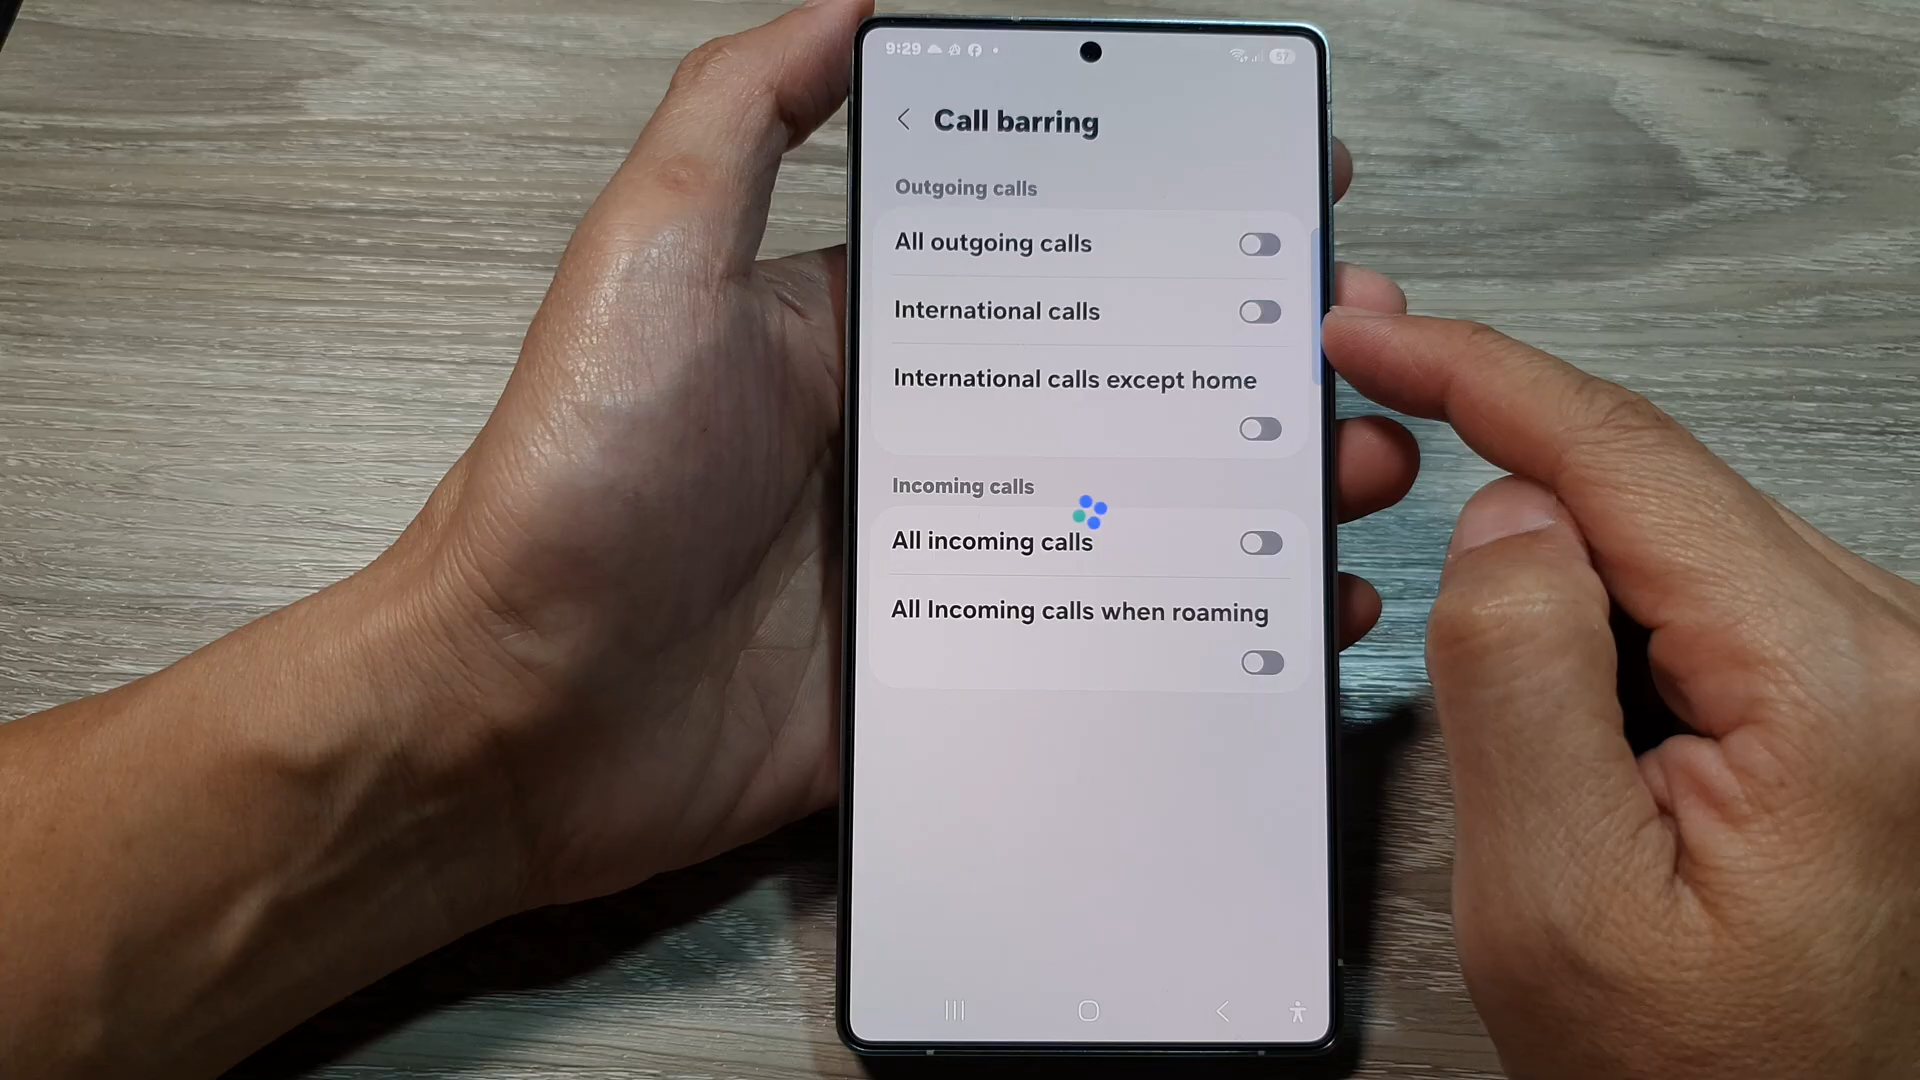 9:29
57
Call barring
Outgoing calls
All outgoing calls
International calls
International calls except home
Incoming calls
All incoming calls
All Incoming calls when roaming